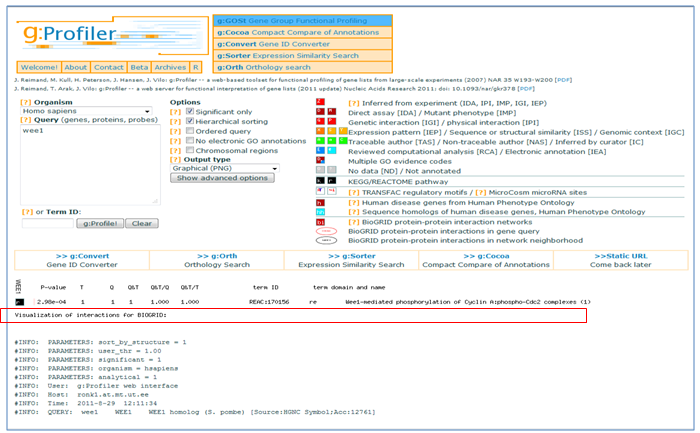 g:Profiler
g:GOSt Gene Group Functional Profiling
g:Cocoa Compact Compare of Annotations
g:Convert Gene ID Converter
g:Sorter Expression Similarity Search
g:Orth Orthology search
Welcome! About Contact Beta Archives R
J. Reimand, M. Kull, H. Peterson, J. Hansen, J. Vilo: g:Profiler -- a web-based toolset for functional profiling of gene lists from large-scale experiments (2007) NAR 35 W193-W200 [PDF]
J. Reimand, T. Arak, J. Vilo: g:Profiler -- a web server for functional interpretation of gene lists (2011 update) Nucleic Acids Research 2011; doi: 10.1093/nar/gkr378 [PDF]
[?] Organism
Homo sapiens
[?] Query (genes, proteins, probes)
wee1
[?] or Term ID:
g:Profile! Clear
Options
[?] Significant only
[?] Hierarchical sorting
[?] Ordered query
[?] No electronic GO annotations
[?] Chromosomal regions
[?] Output type
Graphical (PNG)
Show advanced options
[?] Inferred from experiment (IDA, IPI, IMP, IGI, IEP)
[?] Direct assay [IDA] / Mutant phenotype [IMP]
Genetic interaction [IGI] / physical interaction [IPI]
Expression pattern [IEP] / Sequence or structural similarity [ISS] / Genomic context [IGC]
Traceable author [TAS] / Non-traceable author [NAS] / Inferred by curator [IC]
Reviewed computational analysis [RCA] / Electronic annotation [IEA]
Multiple GO evidence codes
No data [ND] / Not annotated
KEGG/REACTOME pathway
[?] TRANSFAC regulatory motifs / [?] MicroCosm microRNA sites
h [?] Human disease genes from Human Phenotype Ontology
[?] Sequence homologs of human disease genes, Human Phenotype Ontology
bi [?] BioGRID protein-protein interaction networks
BioGRID protein-protein interactions in gene query
BioGRID protein-protein interactions in network neighborhood
>> g:Convert
Gene ID Converter
>> g:Orth
Orthology Search
>> g:Sorter
Expression Similarity Search
>> g:Cocoa
Compact Compare of Annotations
>>Static URL
Come back later
WEE1 P-value T Q Q&T Q&T/Q Q&T/T term ID term domain and name
2.98e-04 1 1 1 1.000 1.000 REAC:170156 re Wee1-mediated phosphorylation of Cyclin A:phospho-Cdc2 complexes (1)
Visualization of interactions for BIOGRID:
#INFO: PARAMETERS: sort_by_structure = 1
#INFO: PARAMETERS: user_thr = 1.00
#INFO: PARAMETERS: significant = 1
#INFO: PARAMETERS: organism = hsapiens
#INFO: PARAMETERS: analytical = 1
#INFO: User: g:Profiler web interface
#INFO: Host: ronk1.at.mt.ut.ee
#INFO: Time: 2011-8-29 12:11:34
#INFO: QUERY: wee1 WEE1 WEE1 homolog (S. pombe) [Source:HGNC Symbol;Acc:12761]